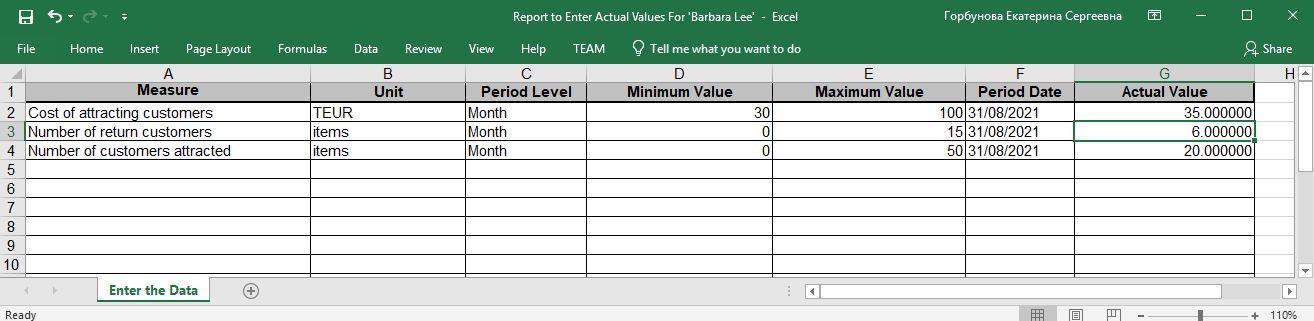 Report to Enter Actual Values For 'Barbara Lee' - Excel
Горбунова Екатерина Сергеевна
File Home Insert Page Layout Formulas Data Review View Help TEAM Tell me what you want to do Share
A B C D E F G H
1 Measure Unit Period Level Minimum Value Maximum Value Period Date Actual Value
2 Cost of attracting customers TEUR Month 30 100 31/08/2021 35.000000
3 Number of return customers items Month 0 15 31/08/2021 6.000000
4 Number of customers attracted items Month 0 50 31/08/2021 20.000000
5
6
7
8
9
10
Enter the Data
Ready 110%